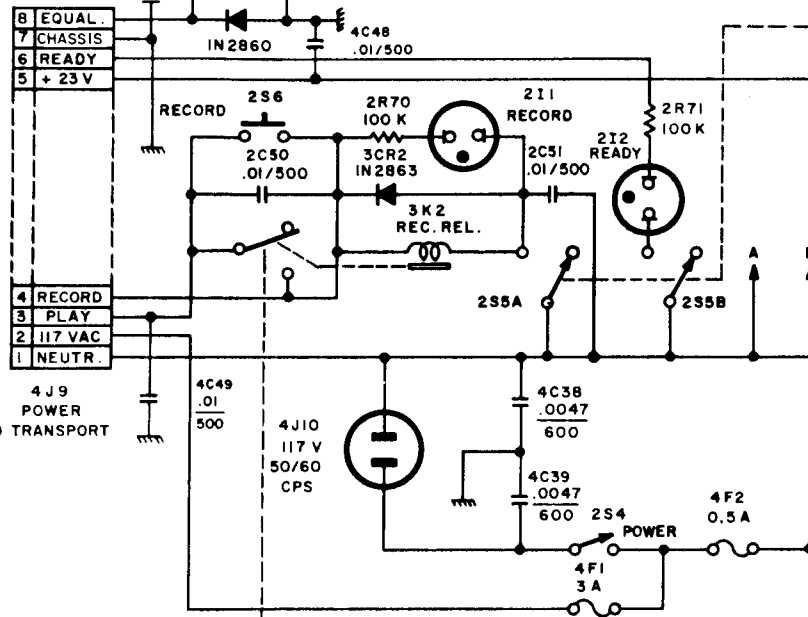 8 EQUAL.
7 CHASSIS
6 READY
5 + 23 V
4 RECORD
3 PLAY
2 117 VAC
1 NEUTR.
4J9
POWER
TRANSPORT
1N2860
4C48
.01/500
RECORD
2S6
2C50
.01/500
2R70
100 K
3CR2
1N2863
2I1
RECORD
2C51
.01/500
3K2
REC. REL.
2R71
100 K
2I2
READY
2S5A
2S5B
A
4C49
.01
500
4J10
117 V
50/60
CPS
4C38
.0047
600
4C39
.0047
600
2S4
POWER
4F1
3 A
4F2
0.5 A